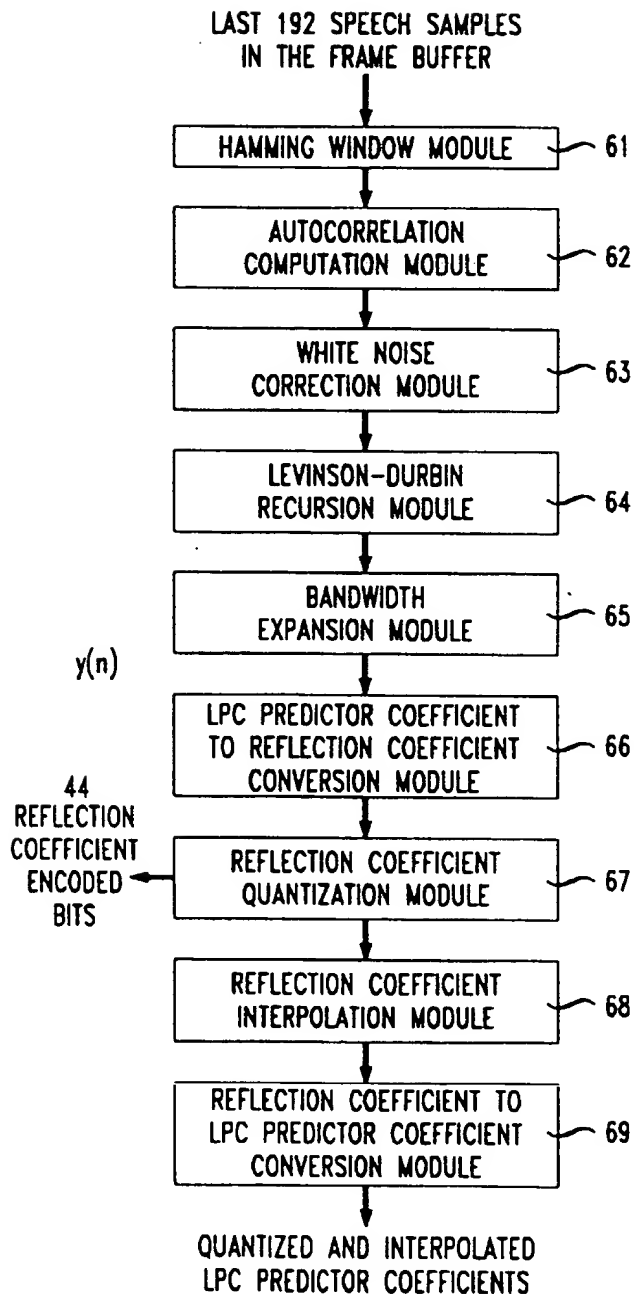 LAST 192 SPEECH SAMPLES
IN THE FRAME BUFFER
HAMMING WINDOW MODULE
61
AUTOCORRELATION
COMPUTATION MODULE
62
WHITE NOISE
CORRECTION MODULE
63
LEVINSON-DURBIN
RECURSION MODULE
64
BANDWIDTH
EXPANSION MODULE
65
y(n)
LPC PREDICTOR COEFFICIENT
TO REFLECTION COEFFICIENT
CONVERSION MODULE
66
44
REFLECTION
COEFFICIENT
ENCODED
BITS
REFLECTION COEFFICIENT
QUANTIZATION MODULE
67
REFLECTION COEFFICIENT
INTERPOLATION MODULE
68
REFLECTION COEFFICIENT TO
LPC PREDICTOR COEFFICIENT
CONVERSION MODULE
69
QUANTIZED AND INTERPOLATED
LPC PREDICTOR COEFFICIENTS